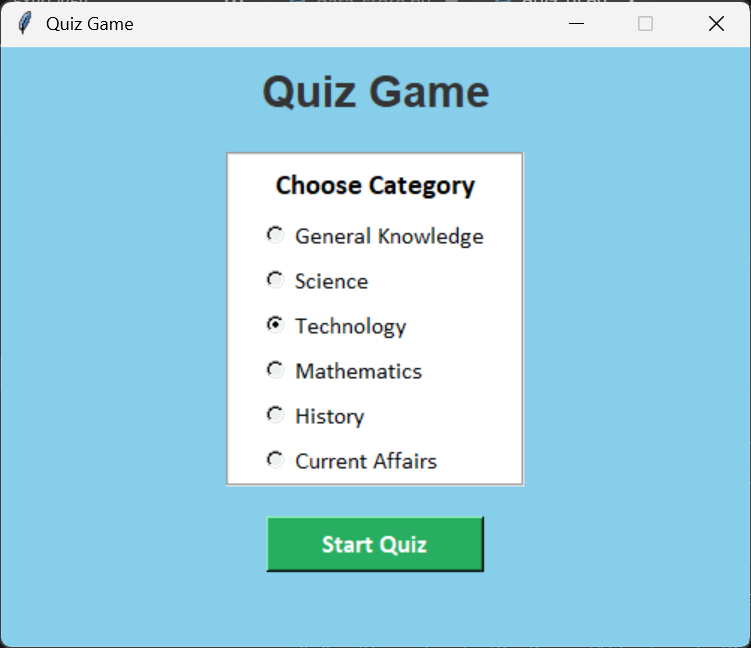 Quiz Game
Quiz Game
Choose Category
General Knowledge
Science
Technology
Mathematics
History
Current Affairs
Start Quiz